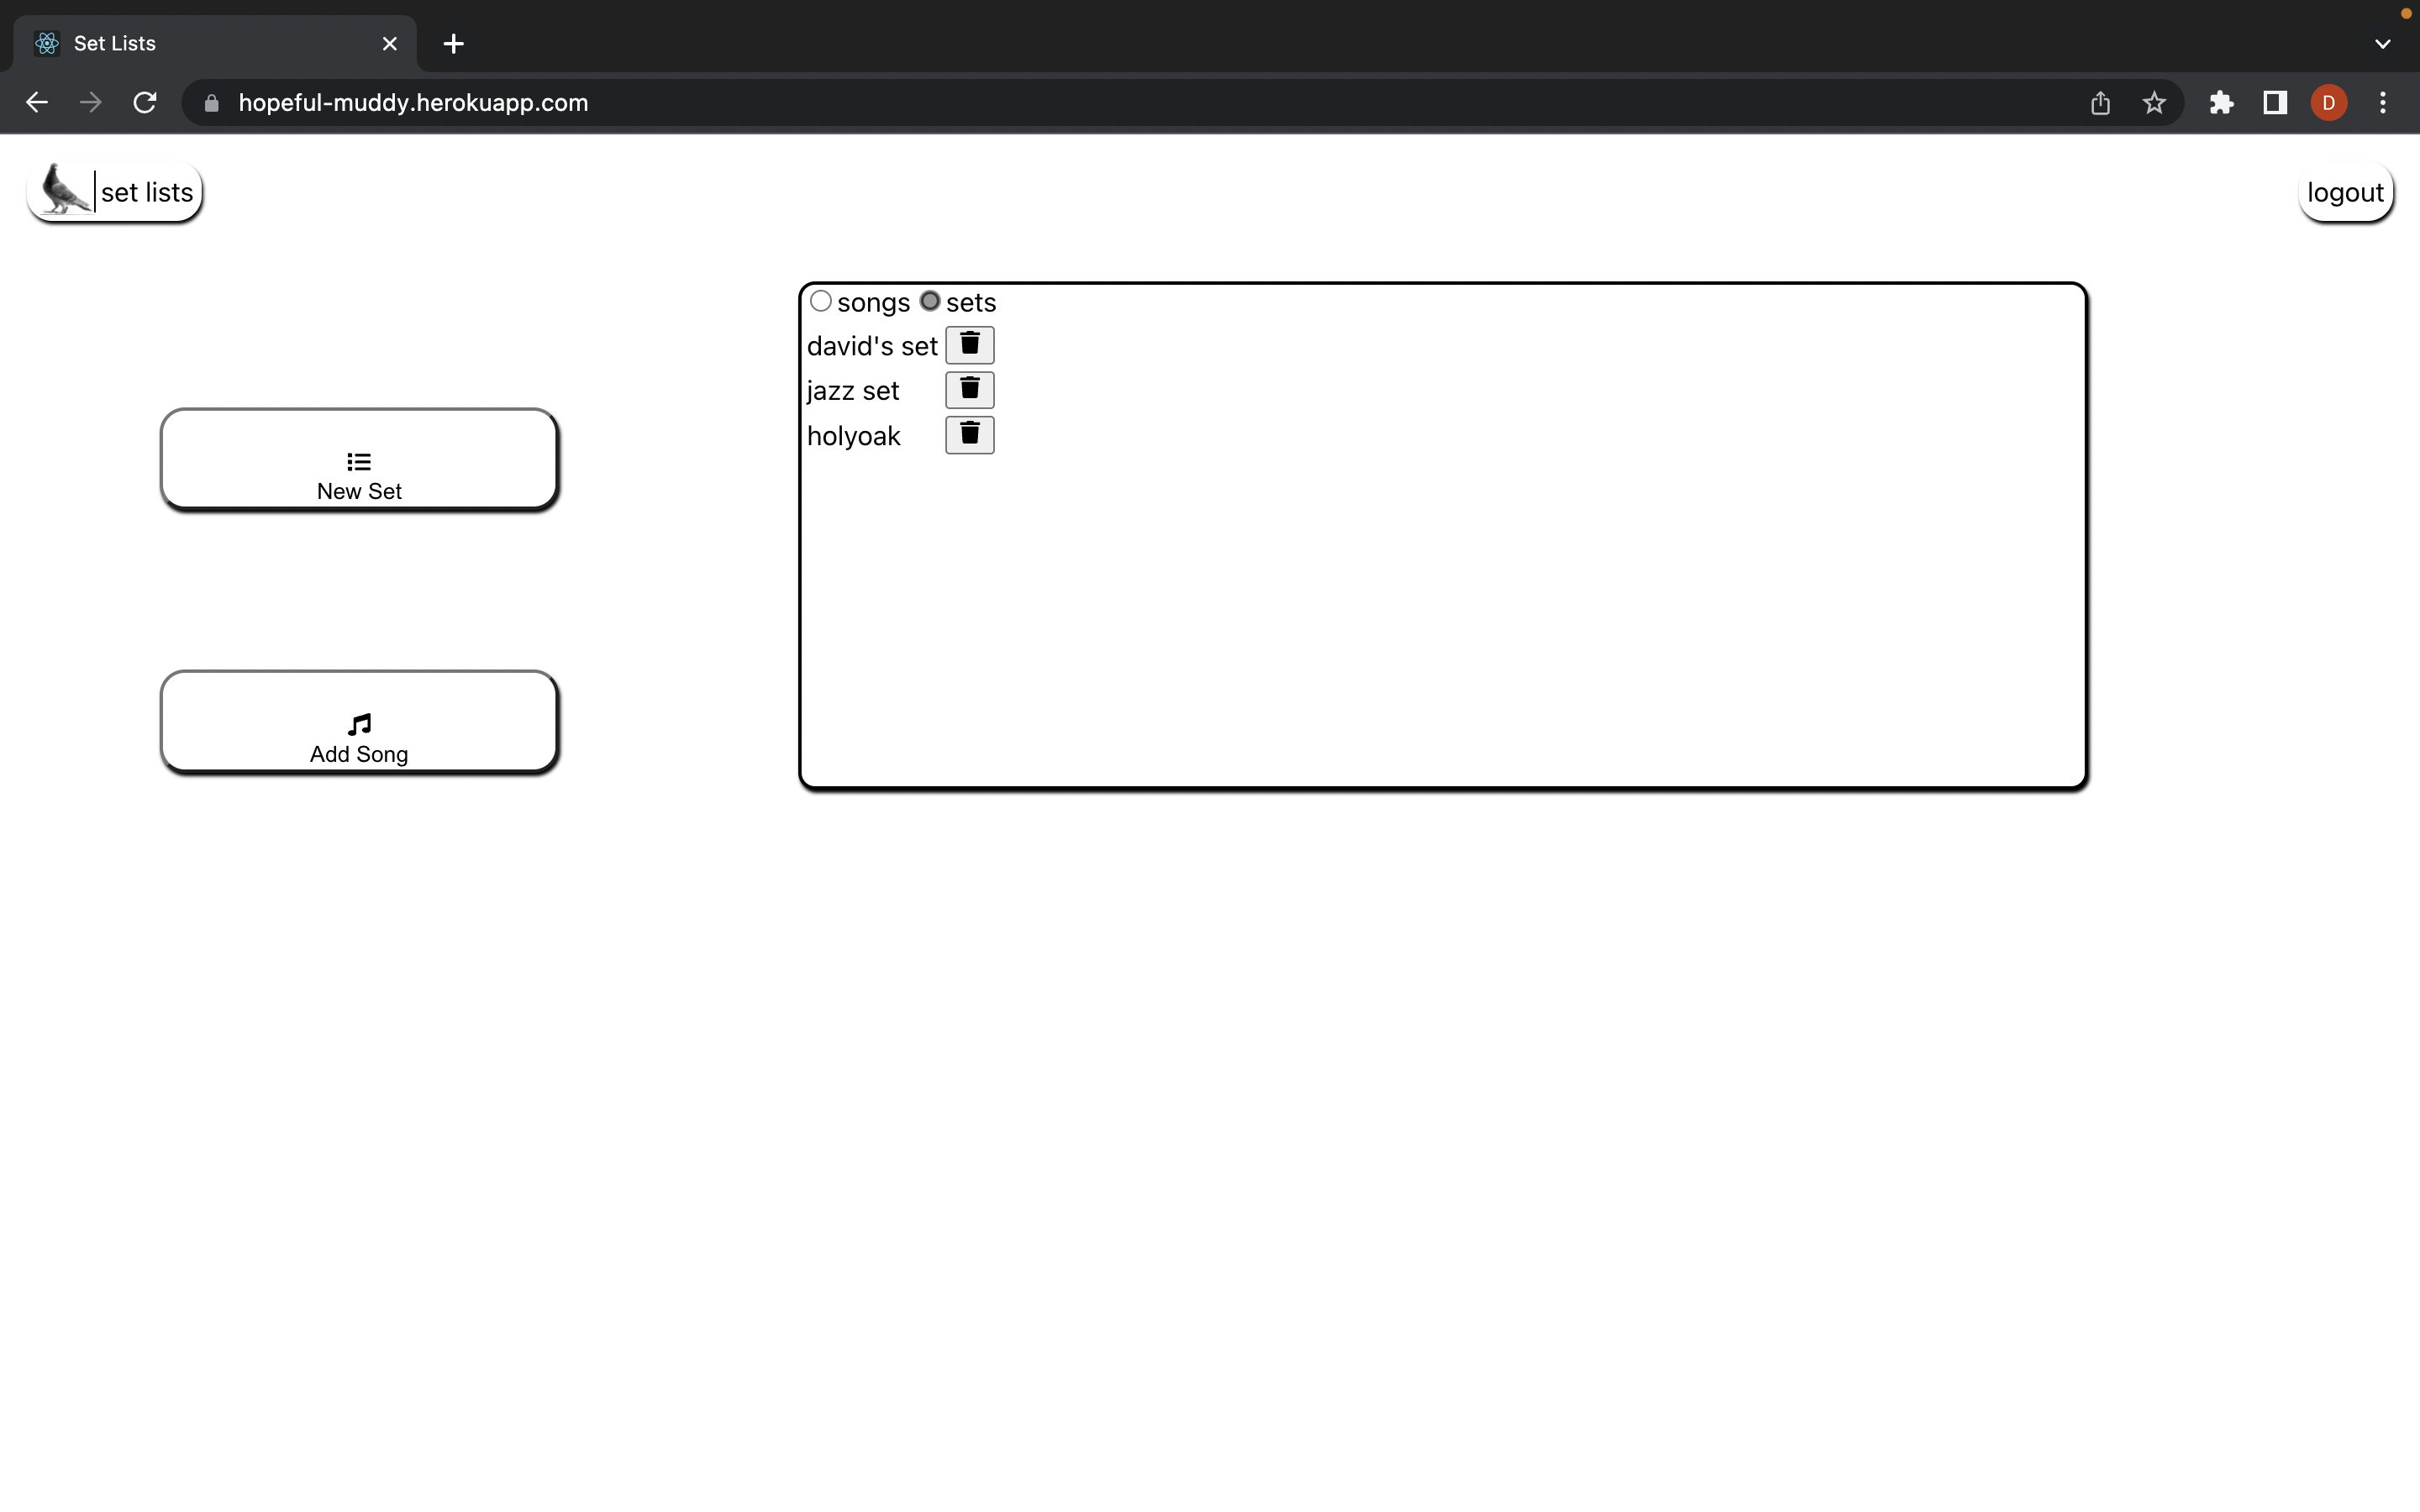 Set Lists
hopeful-muddy.herokuapp.com
D
set lists
logout
songs sets
david's set
jazz set
holyoak
New Set
Add Song